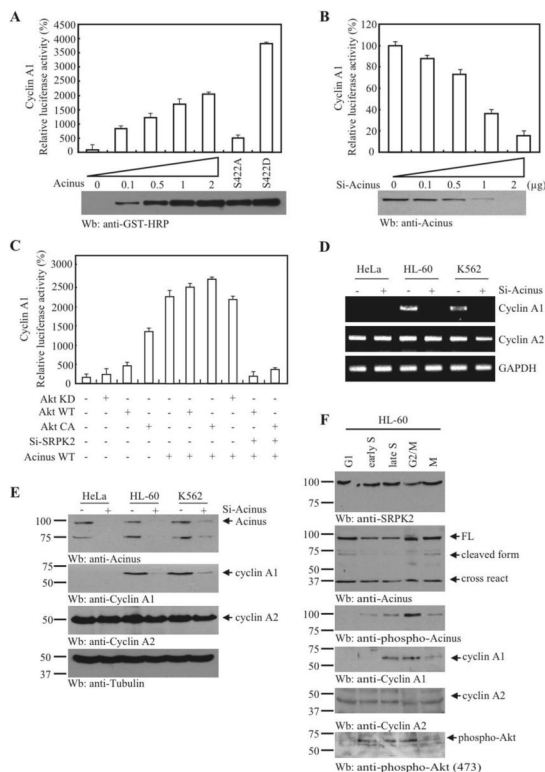 A
Cyclin A1
Relative luciferase activity (%)
4500
4000
3500
3000
2500
2000
1500
1000
500
0
Acinus 0 0.1 0.5 1 2 S422A S422D
Wb: anti-GST-HRP
B
Cyclin A1
Relative luciferase activity (%)
120
100
80
60
40
20
0
Si-Acinus 0 0.1 0.5 1 2 (μg)
Wb: anti-Acinus
C
Cyclin A1
Relative luciferase activity (%)
3000
2500
2000
1500
1000
500
0
Akt KD - + - - - - - + - -
Akt WT - - + - - + - - - -
Akt CA - - - + - - + - - +
Si-SRPK2 - - - - - - - - + +
Acinus WT - - - - + + + + + +
D
HeLa HL-60 K562
- + - + - + Si-Acinus
Cyclin A1
Cyclin A2
GAPDH
E
HeLa HL-60 K562 Si-Acinus
- + - + - +
100
75
Acinus
Wb: anti-Acinus
75
50
cyclin A1
Wb: anti-Cyclin A1
50
cyclin A2
Wb: anti-Cyclin A2
50
37
Wb: anti-Tubulin
F
HL-60
G1 early S late S G2/M M
100
75
Wb: anti-SRPK2
100
75
50
37
FL
cleaved form
cross react
Wb: anti-Acinus
100
75
Wb: anti-phospho-Acinus
75
50
cyclin A1
Wb: anti-Cyclin A1
50
37
cyclin A2
Wb: anti-Cyclin A2
75
50
phospho-Akt
Wb: anti-phospho-Akt (473)